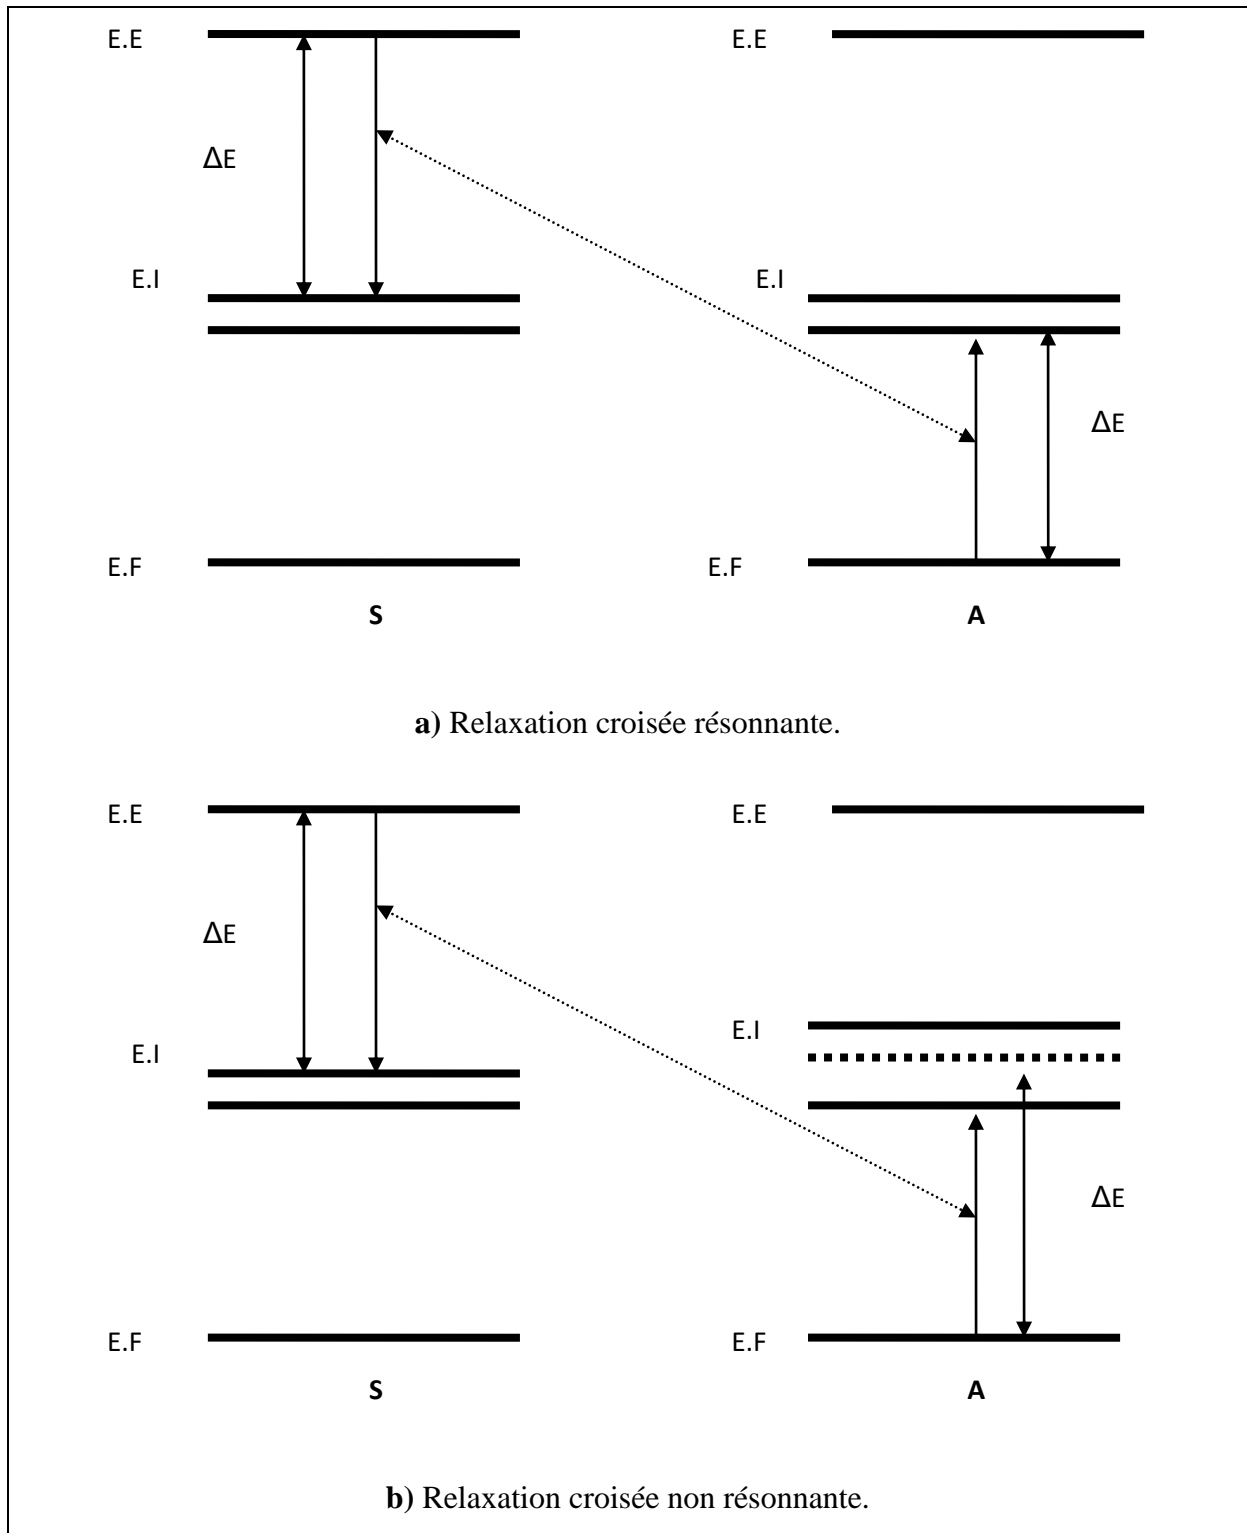 E.E E.E
ΔE
E.I E.I
ΔE
E.F E.F
S A
a) Relaxation croisée résonnante.
E.E E.E
ΔE
E.I E.I
ΔE
E.F E.F
S A
b) Relaxation croisée non résonnante.